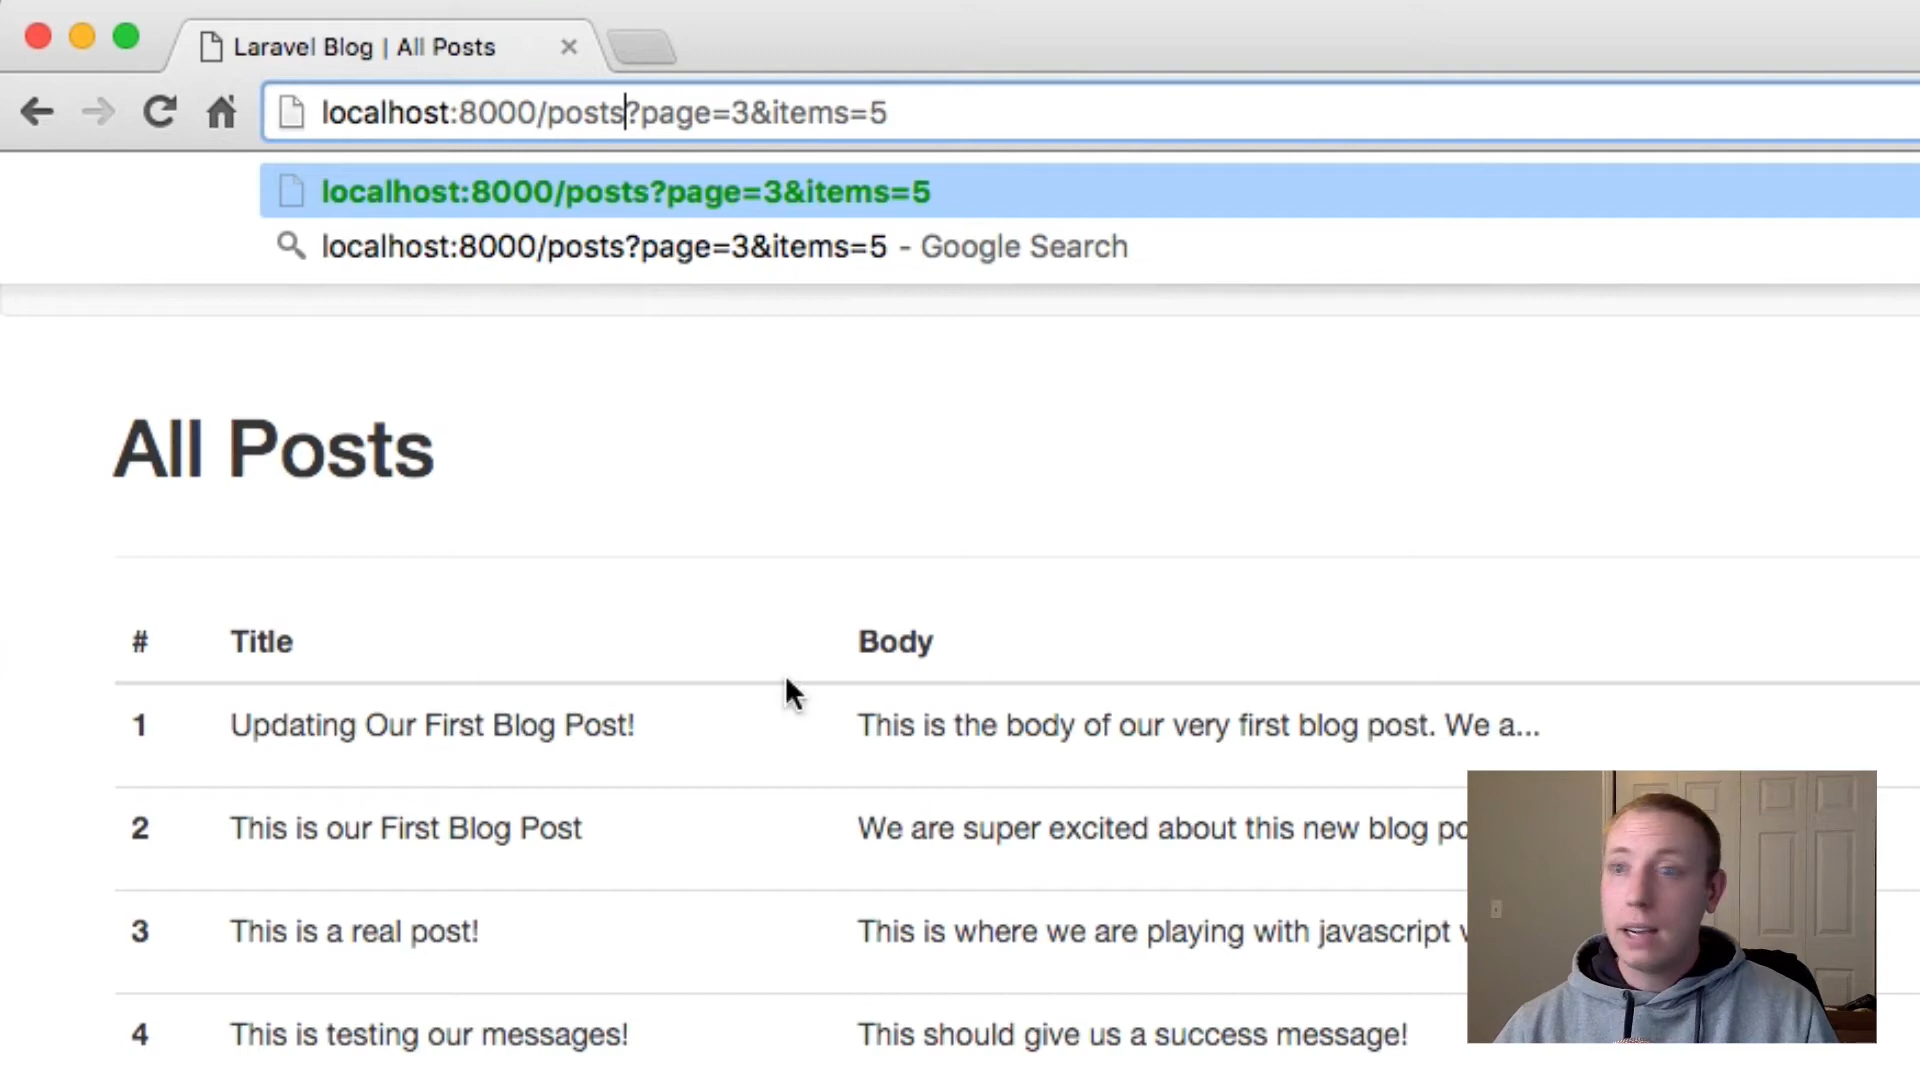 Laravel Blog | All Posts
localhost:8000/posts?page=3&items=5
localhost:8000/posts?page=3&items=5
localhost:8000/posts?page=3&items=5 - Google Search
All Posts
# Title Body
1 Updating Our First Blog Post! This is the body of our very first blog post. We a...
2 This is our First Blog Post We are super excited about this new blog
3 This is a real post! This is where we are playing with javascript
4 This is testing our messages! This should give us a success message!